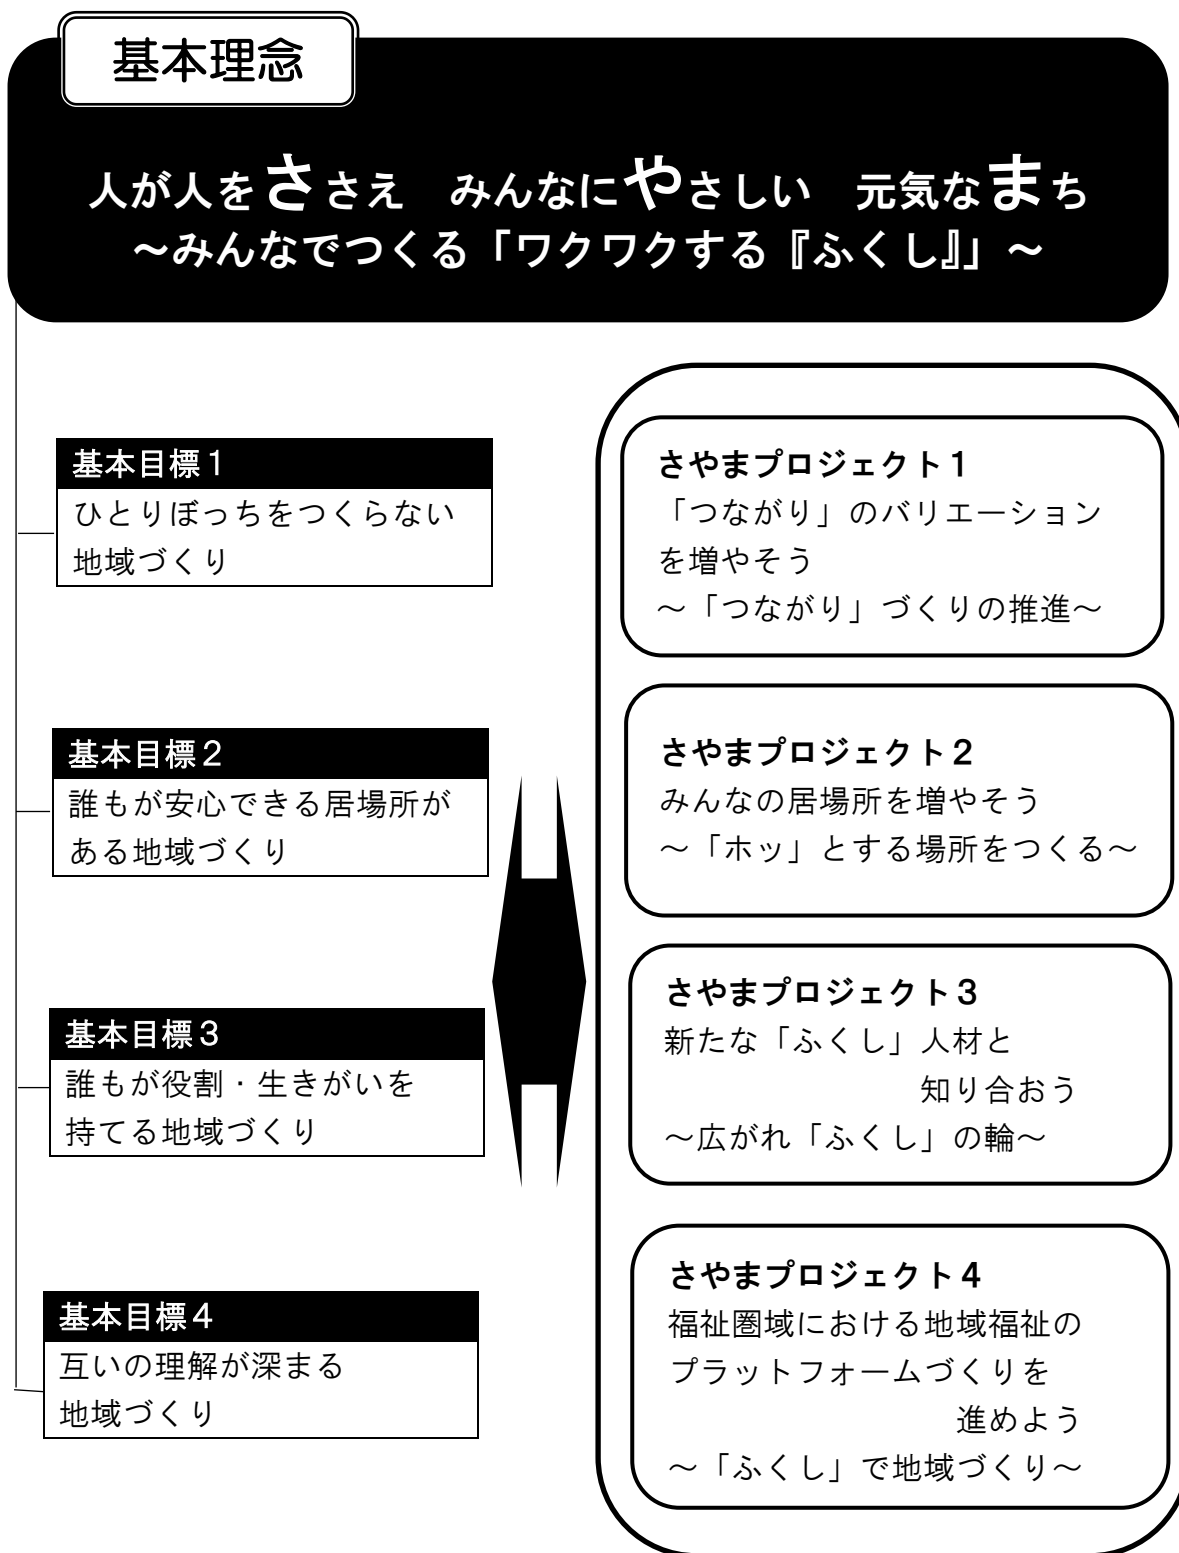 基本理念
人が人をささえ　みんなにやさしい　元気なまち
～みんなでつくる「ワクワクする『ふくし』」～
基本目標１
ひとりぼっちをつくらない
地域づくり
基本目標２
誰もが安心できる居場所が
ある地域づくり
基本目標３
誰もが役割・生きがいを
持てる地域づくり
基本目標４
互いの理解が深まる
地域づくり
さやまプロジェクト１
「つながり」のバリエーション
を増やそう
～「つながり」づくりの推進～
さやまプロジェクト２
みんなの居場所を増やそう
～「ホッ」とする場所をつくる～
さやまプロジェクト３
新たな「ふくし」人材と
知り合おう
～広がれ「ふくし」の輪～
さやまプロジェクト４
福祉圏域における地域福祉の
プラットフォームづくりを
進めよう
～「ふくし」で地域づくり～